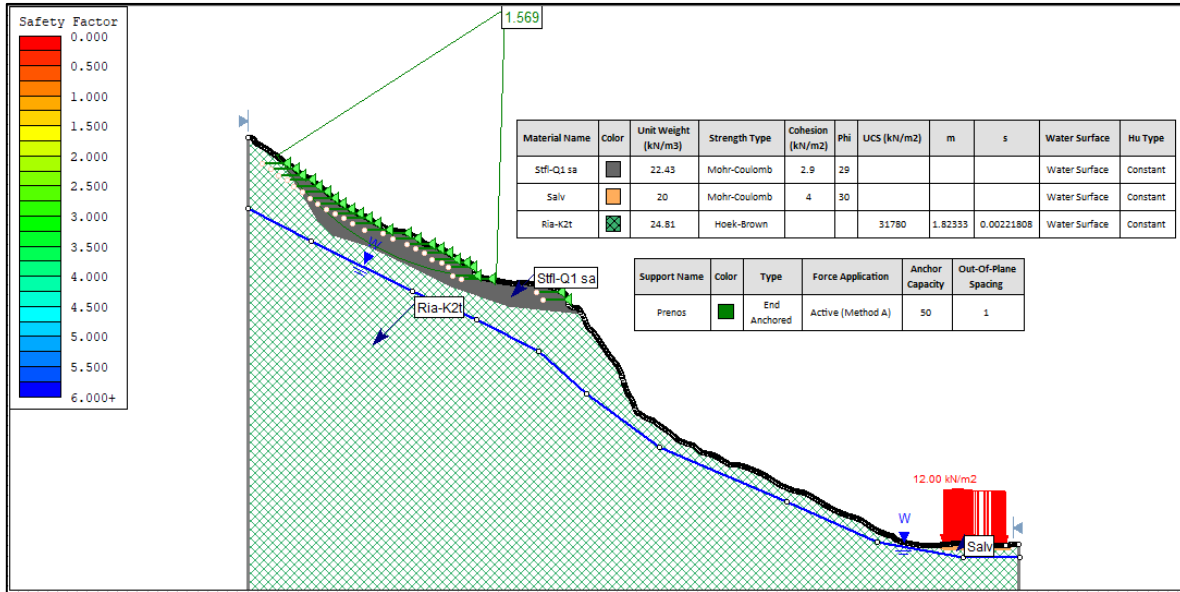 Safety Factor
0.000
0.500
1.000
1.500
2.000
2.500
3.000
3.500
4.000
4.500
5.000
5.500
6.000+
1.569
Material Name Color Unit Weight (kN/m3) Strength Type Cohesion (kN/m2) Phi UCS (kN/m2) m s Water Surface Hu Type
Stfl-Q1 sa 22.43 Mohr-Coulomb 2.9 29 Water Surface Constant
Salv 20 Mohr-Coulomb 4 30 Water Surface Constant
Ria-K2t 24.81 Hoek-Brown 31780 1.82333 0.00221808 Water Surface Constant
Support Name Color Type Force Application Anchor Capacity Out-Of-Plane Spacing
Prenos End Anchored Active (Method A) 50 1
W
Stfl-Q1 sa
Ria-K2t
12.00 kN/m2
W
Salv